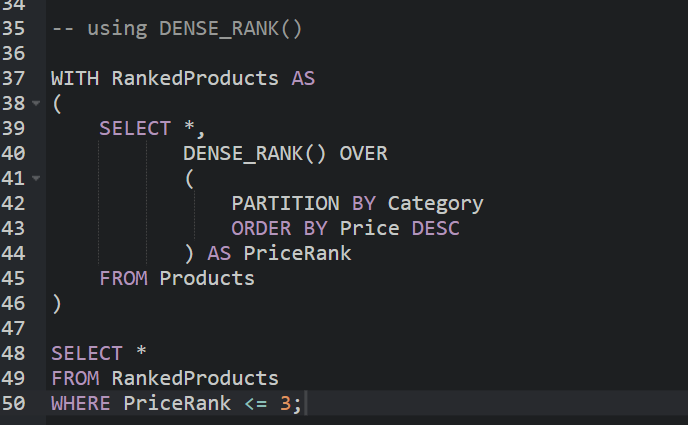 34
35 -- using DENSE_RANK()
36
37 WITH RankedProducts AS
38 (
39     SELECT *,
40            DENSE_RANK() OVER
41            (
42                PARTITION BY Category
43                ORDER BY Price DESC
44            ) AS PriceRank
45     FROM Products
46 )
47
48 SELECT *
49 FROM RankedProducts
50 WHERE PriceRank <= 3;